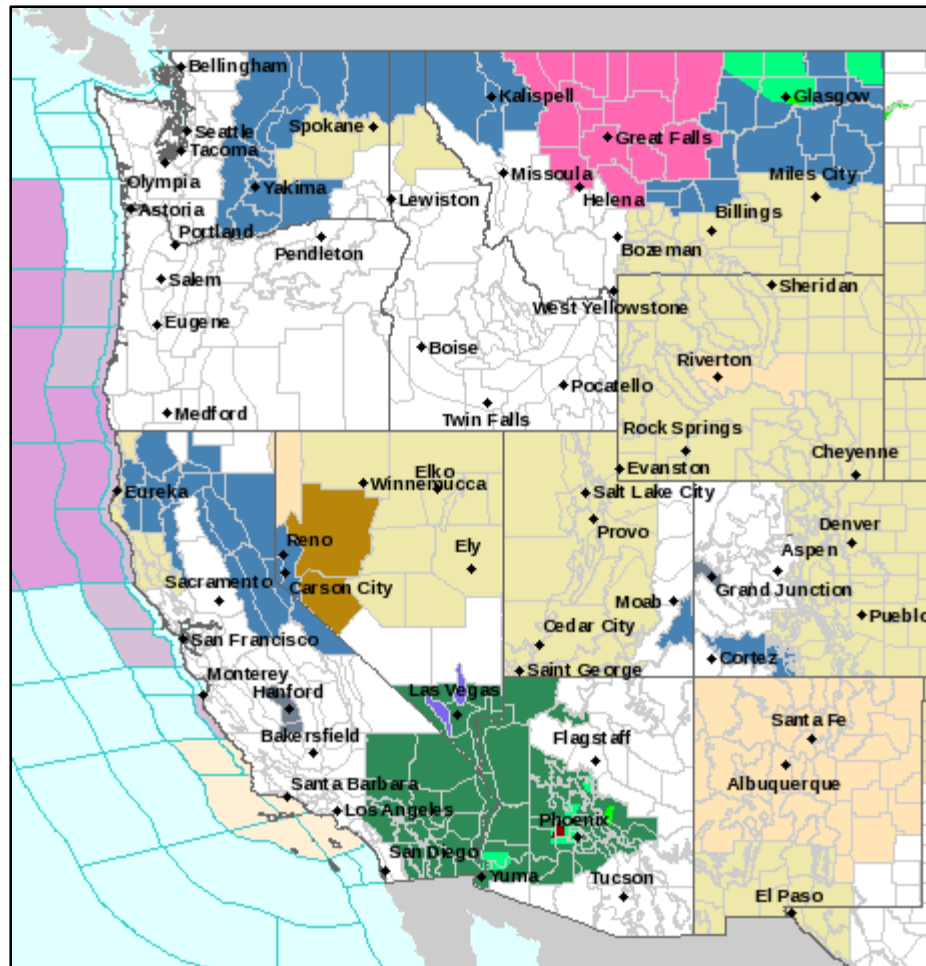 Bellingham
Kalispell
Glasgow
Seattle
Spokane
Great Falls
Tacoma
Missoula
Miles City
Olympia
Yakima
Lewiston
Helena
Astoria
Billings
Portland
Pendleton
Bozeman
Salem
Sheridan
West Yellowstone
Eugene
Boise
Riverton
Pocatello
Medford
Twin Falls
Rock Springs
Cheyenne
Evanston
Elko
Winnemucca
Eureka
Salt Lake City
Provo
Denver
Reno
Ely
Aspen
Sacramento
Carson City
Grand Junction
Moab
Pueblo
San Francisco
Cedar City
Cortez
Monterey
Saint George
Hanford
Las Vegas
Santa Fe
Bakersfield
Flagstaff
Albuquerque
Santa Barbara
Los Angeles
Phoenix
San Diego
Yuma
Tucson
El Paso